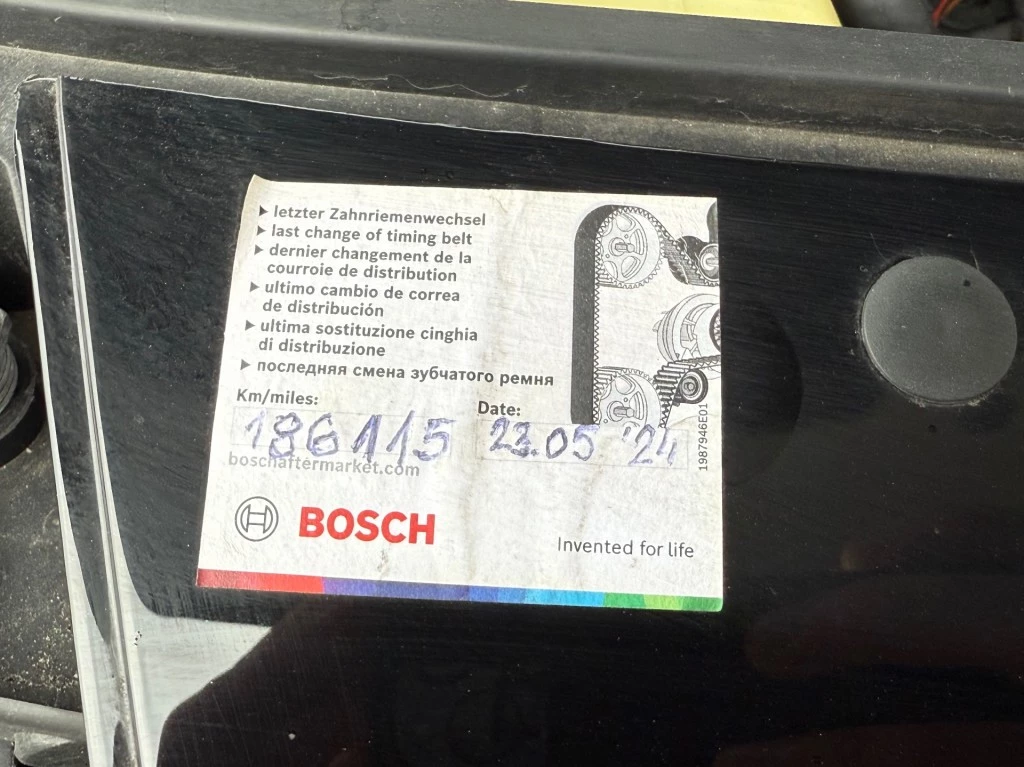 ▶ letzter Zahnriemenwechsel
▶ last change of timing belt
▶ dernier changement de la
courroie de distribution
▶ ultimo cambio de correa
de distribución
▶ ultima sostituzione cinghia
di distribuzione
▶ последняя смена зубчатого ремня
Km/miles:
Date:
186115
23.05 '24
boschaftermarket.com
1987946E01
BOSCH
Invented for life